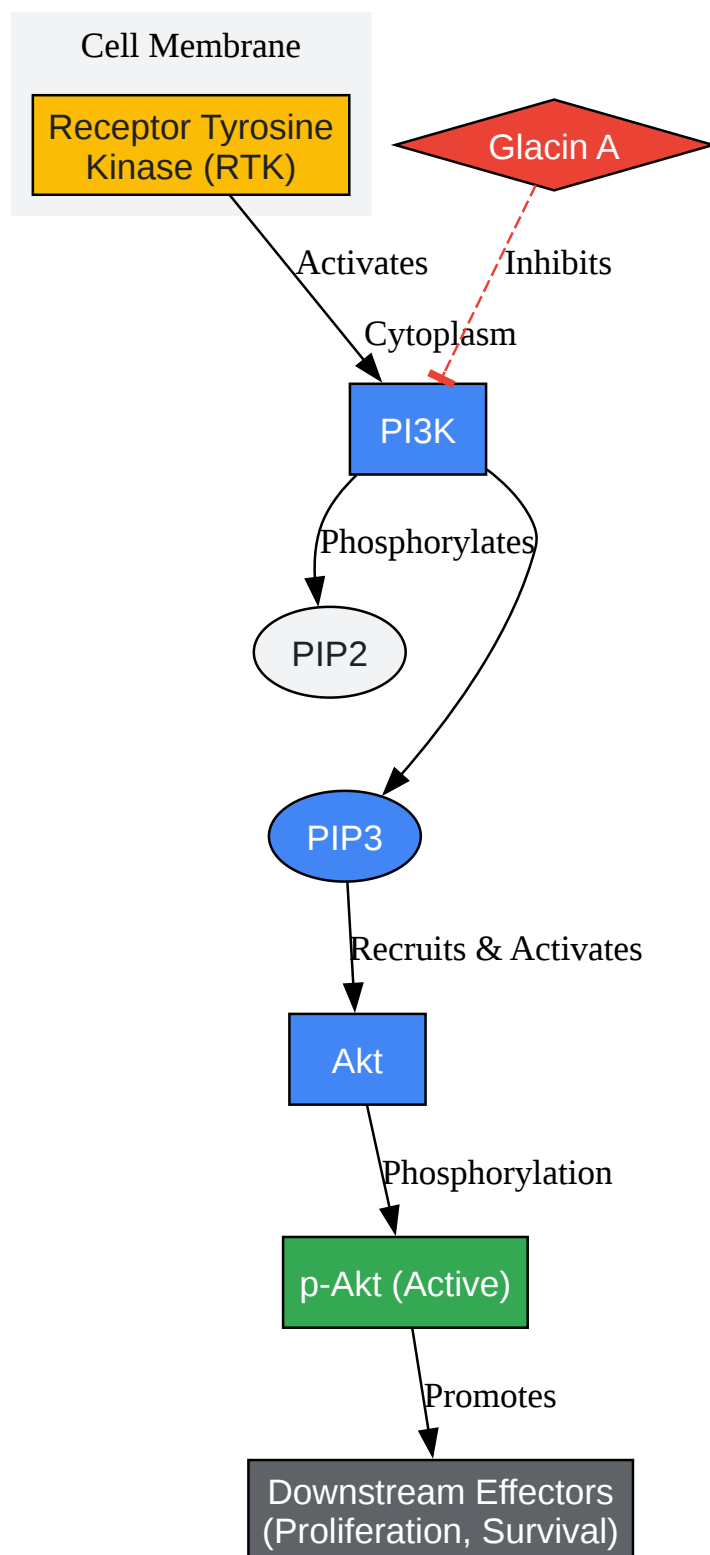 Cell Membrane
Receptor Tyrosine
Kinase (RTK)
Glacin A
Activates
Inhibits
Cytoplasm
PI3K
Phosphorylates
PIP2
PIP3
Recruits & Activates
Akt
Phosphorylation
p-Akt (Active)
Promotes
Downstream Effectors
(Proliferation, Survival)